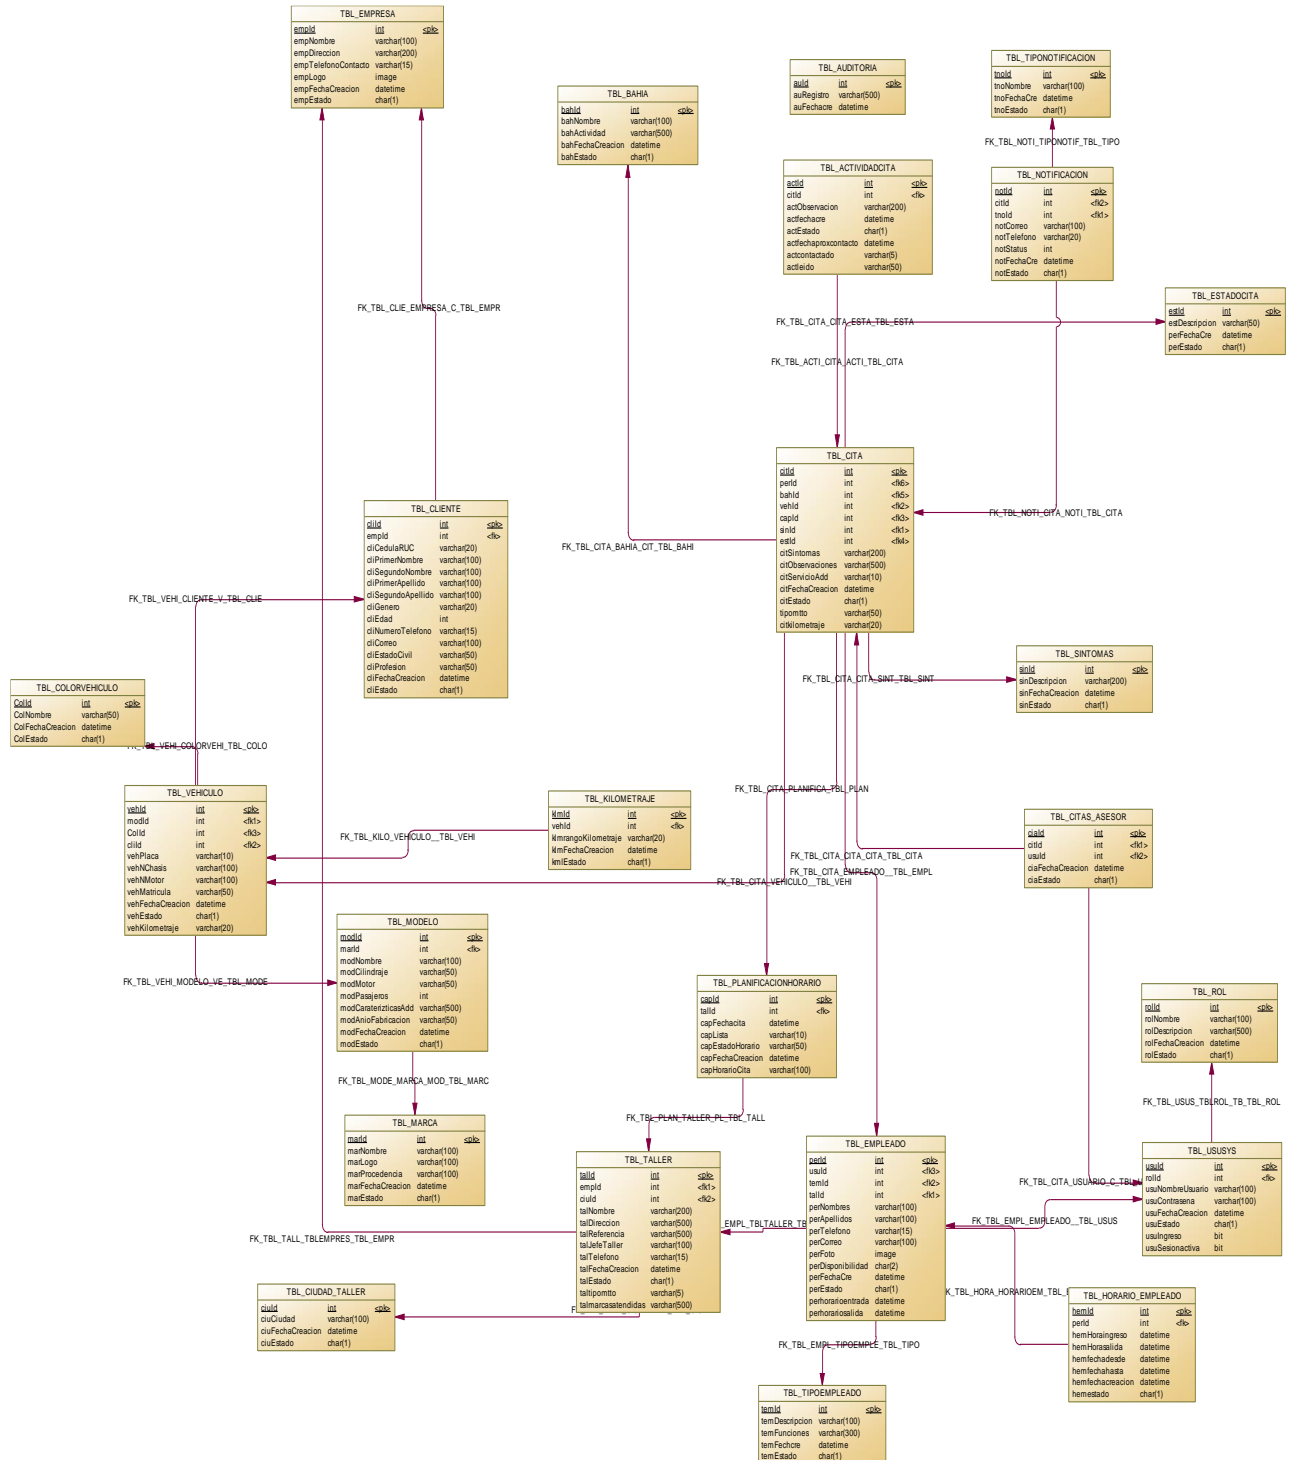 TBL_EMPRESA
empId int <pk>
empNombre varchar(100)
empDireccion varchar(200)
empTelefonoContacto varchar(15)
empLogo image
empFechaCreacion datetime
empEstado char(1)
TBL_AUDITORIA
auId int <pk>
auRegistro varchar(500)
auFechacre datetime
TBL_TIPONOTIFICACION
tnoId int <pk>
tnoNombre varchar(100)
tnoFechaCre datetime
tnoEstado char(1)
TBL_BAHIA
bahId int <pk>
bahNombre varchar(100)
bahActividad varchar(500)
bahFechaCreacion datetime
bahEstado char(1)
FK_TBL_NOTI_TIPONOTIF_TBL_TIPO
TBL_ACTIVIDADCITA
actId int <pk>
citId int <fk>
actObservacion varchar(200)
actfechacre datetime
actEstado char(1)
actfechaproxcontacto datetime
actcontactado varchar(5)
actleido varchar(50)
TBL_NOTIFICACION
notId int <pk>
citId int <fk2>
tnoId int <fk1>
notCorreo varchar(100)
notTelefono varchar(20)
notStatus int
notFechaCre datetime
notEstado char(1)
FK_TBL_CLIE_EMPRESA_C_TBL_EMPR
FK_TBL_CITA_CITA_ESTA_TBL_ESTA
TBL_ESTADOCITA
estId int <pk>
estDescripcion varchar(50)
perFechaCre datetime
perEstado char(1)
FK_TBL_ACTI_CITA_ACTI_TBL_CITA
TBL_CITA
citId int <pk>
perId int <fk6>
bahId int <fk5>
vehId int <fk2>
capId int <fk3>
sinId int <fk1>
estId int <fk4>
citSintomas varchar(200)
citObservaciones varchar(500)
citServicioAdd varchar(10)
citFechaCreacion datetime
citEstado char(1)
tipomtto varchar(50)
citkilometraje varchar(20)
FK_TBL_NOTI_CITA_NOTI_TBL_CITA
FK_TBL_CITA_BAHIA_CIT_TBL_BAHI
TBL_CLIENTE
cliId int <pk>
empId int <fk>
cliCedulaRUC varchar(20)
cliPrimerNombre varchar(100)
cliSegundoNombre varchar(100)
cliPrimerApellido varchar(100)
cliSegundoApellido varchar(100)
cliGenero varchar(20)
cliEdad int
cliNumeroTelefono varchar(15)
cliCorreo varchar(100)
cliEstadoCivil varchar(50)
cliProfesion varchar(50)
cliFechaCreacion datetime
cliEstado char(1)
FK_TBL_VEHI_CLIENTE_V_TBL_CLIE
TBL_SINTOMAS
sinId int <pk>
sinDescripcion varchar(200)
sinFechaCreacion datetime
sinEstado char(1)
FK_TBL_CITA_CITA_SINT_TBL_SINT
TBL_COLORVEHICULO
ColId int <pk>
ColNombre varchar(50)
ColFechaCreacion datetime
ColEstado char(1)
FK_TBL_VEHI_COLORVEHI_TBL_COLO
TBL_VEHICULO
vehId int <pk>
modId int <fk1>
ColId int <fk3>
cliId int <fk2>
vehPlaca varchar(10)
vehNChasis varchar(100)
vehNMotor varchar(100)
vehMatricula varchar(50)
vehFechaCreacion datetime
vehEstado char(1)
vehKilometraje varchar(20)
FK_TBL_KILO_VEHICULO__TBL_VEHI
TBL_KILOMETRAJE
klmId int <pk>
vehId int <fk>
klmrangoKilometraje varchar(20)
klmFechaCreacion datetime
kmlEstado char(1)
FK_TBL_CITA_PLANIFICA_TBL_PLAN
TBL_CITAS_ASESOR
ciaId int <pk>
citId int <fk1>
usuId int <fk2>
ciaFechaCreacion datetime
ciaEstado char(1)
FK_TBL_CITA_CITA_CITA_TBL_CITA
FK_TBL_CITA_EMPLEADO__TBL_EMPL
FK_TBL_CITA_VEHICULO__TBL_VEHI
TBL_MODELO
modId int <pk>
marId int <fk>
modNombre varchar(100)
modCilindraje varchar(50)
modMotor varchar(50)
modPasajeros int
modCaraterizticasAdd varchar(500)
modAnioFabricacion varchar(50)
modFechaCreacion datetime
modEstado char(1)
FK_TBL_VEHI_MODELO_VE_TBL_MODE
TBL_PLANIFICACIONHORARIO
capId int <pk>
tallId int <fk>
capFechacita datetime
capLista varchar(10)
capEstadoHorario varchar(50)
capFechaCreacion datetime
capHorarioCita varchar(100)
TBL_ROL
rolId int <pk>
rolNombre varchar(100)
rolDescripcion varchar(500)
rolFechaCreacion datetime
rolEstado char(1)
FK_TBL_MODE_MARCA_MOD_TBL_MARC
FK_TBL_USUS_TBLROL_TB_TBL_ROL
TBL_MARCA
marId int <pk>
marNombre varchar(100)
marLogo varchar(100)
marProcedencia varchar(100)
marFechaCreacion datetime
marEstado char(1)
FK_TBL_PLAN_TALLER_PL_TBL_TALL
TBL_TALLER
tallId int <pk>
empId int <fk1>
ciuId int <fk2>
talNombre varchar(200)
talDireccion varchar(500)
talReferencia varchar(500)
talJefeTaller varchar(100)
talTelefono varchar(15)
talFechaCreacion datetime
talEstado char(1)
taltipomtto varchar(5)
talmarcasatendidas varchar(500)
TBL_EMPLEADO
perId int <pk>
usuId int <fk3>
temId int <fk2>
talId int <fk1>
perNombres varchar(100)
perApellidos varchar(100)
perTelefono varchar(15)
perCorreo varchar(100)
perFoto image
perDisponibilidad char(2)
perFechaCre datetime
perEstado char(1)
perhorarioentrada datetime
perhorariosalida datetime
TBL_USUSYS
usuId int <pk>
rolId int <fk>
usuNombreUsuario varchar(100)
usuContrasena varchar(100)
usuFechaCreacion datetime
usuEstado char(1)
usuIngreso bit
usuSesionactiva bit
FK_TBL_CITA_USUARIO_C_TBL_
_EMPL_TBLTALLER_TB
FK_TBL_EMPL_EMPLEADO__TBL_USUS
FK_TBL_TALL_TBLEMPRES_TBL_EMPR
TBL_CIUDAD_TALLER
ciuId int <pk>
ciuCiudad varchar(100)
ciuFechaCreacion datetime
ciuEstado char(1)
K_TBL_HORA_HORARIOEM_TBL_E
TBL_HORARIO_EMPLEADO
hemId int <pk>
perId int <fk>
hemHoraingreso datetime
hemHorasalida datetime
hemfechadesde datetime
hemfechahasta datetime
hemfechacreacion datetime
hemestado char(1)
FK_TBL_EMPL_TIPOEMPLE_TBL_TIPO
TBL_TIPOEMPLEADO
temId int <pk>
temDescripcion varchar(100)
temFunciones varchar(300)
temFechcre datetime
temEstado char(1)